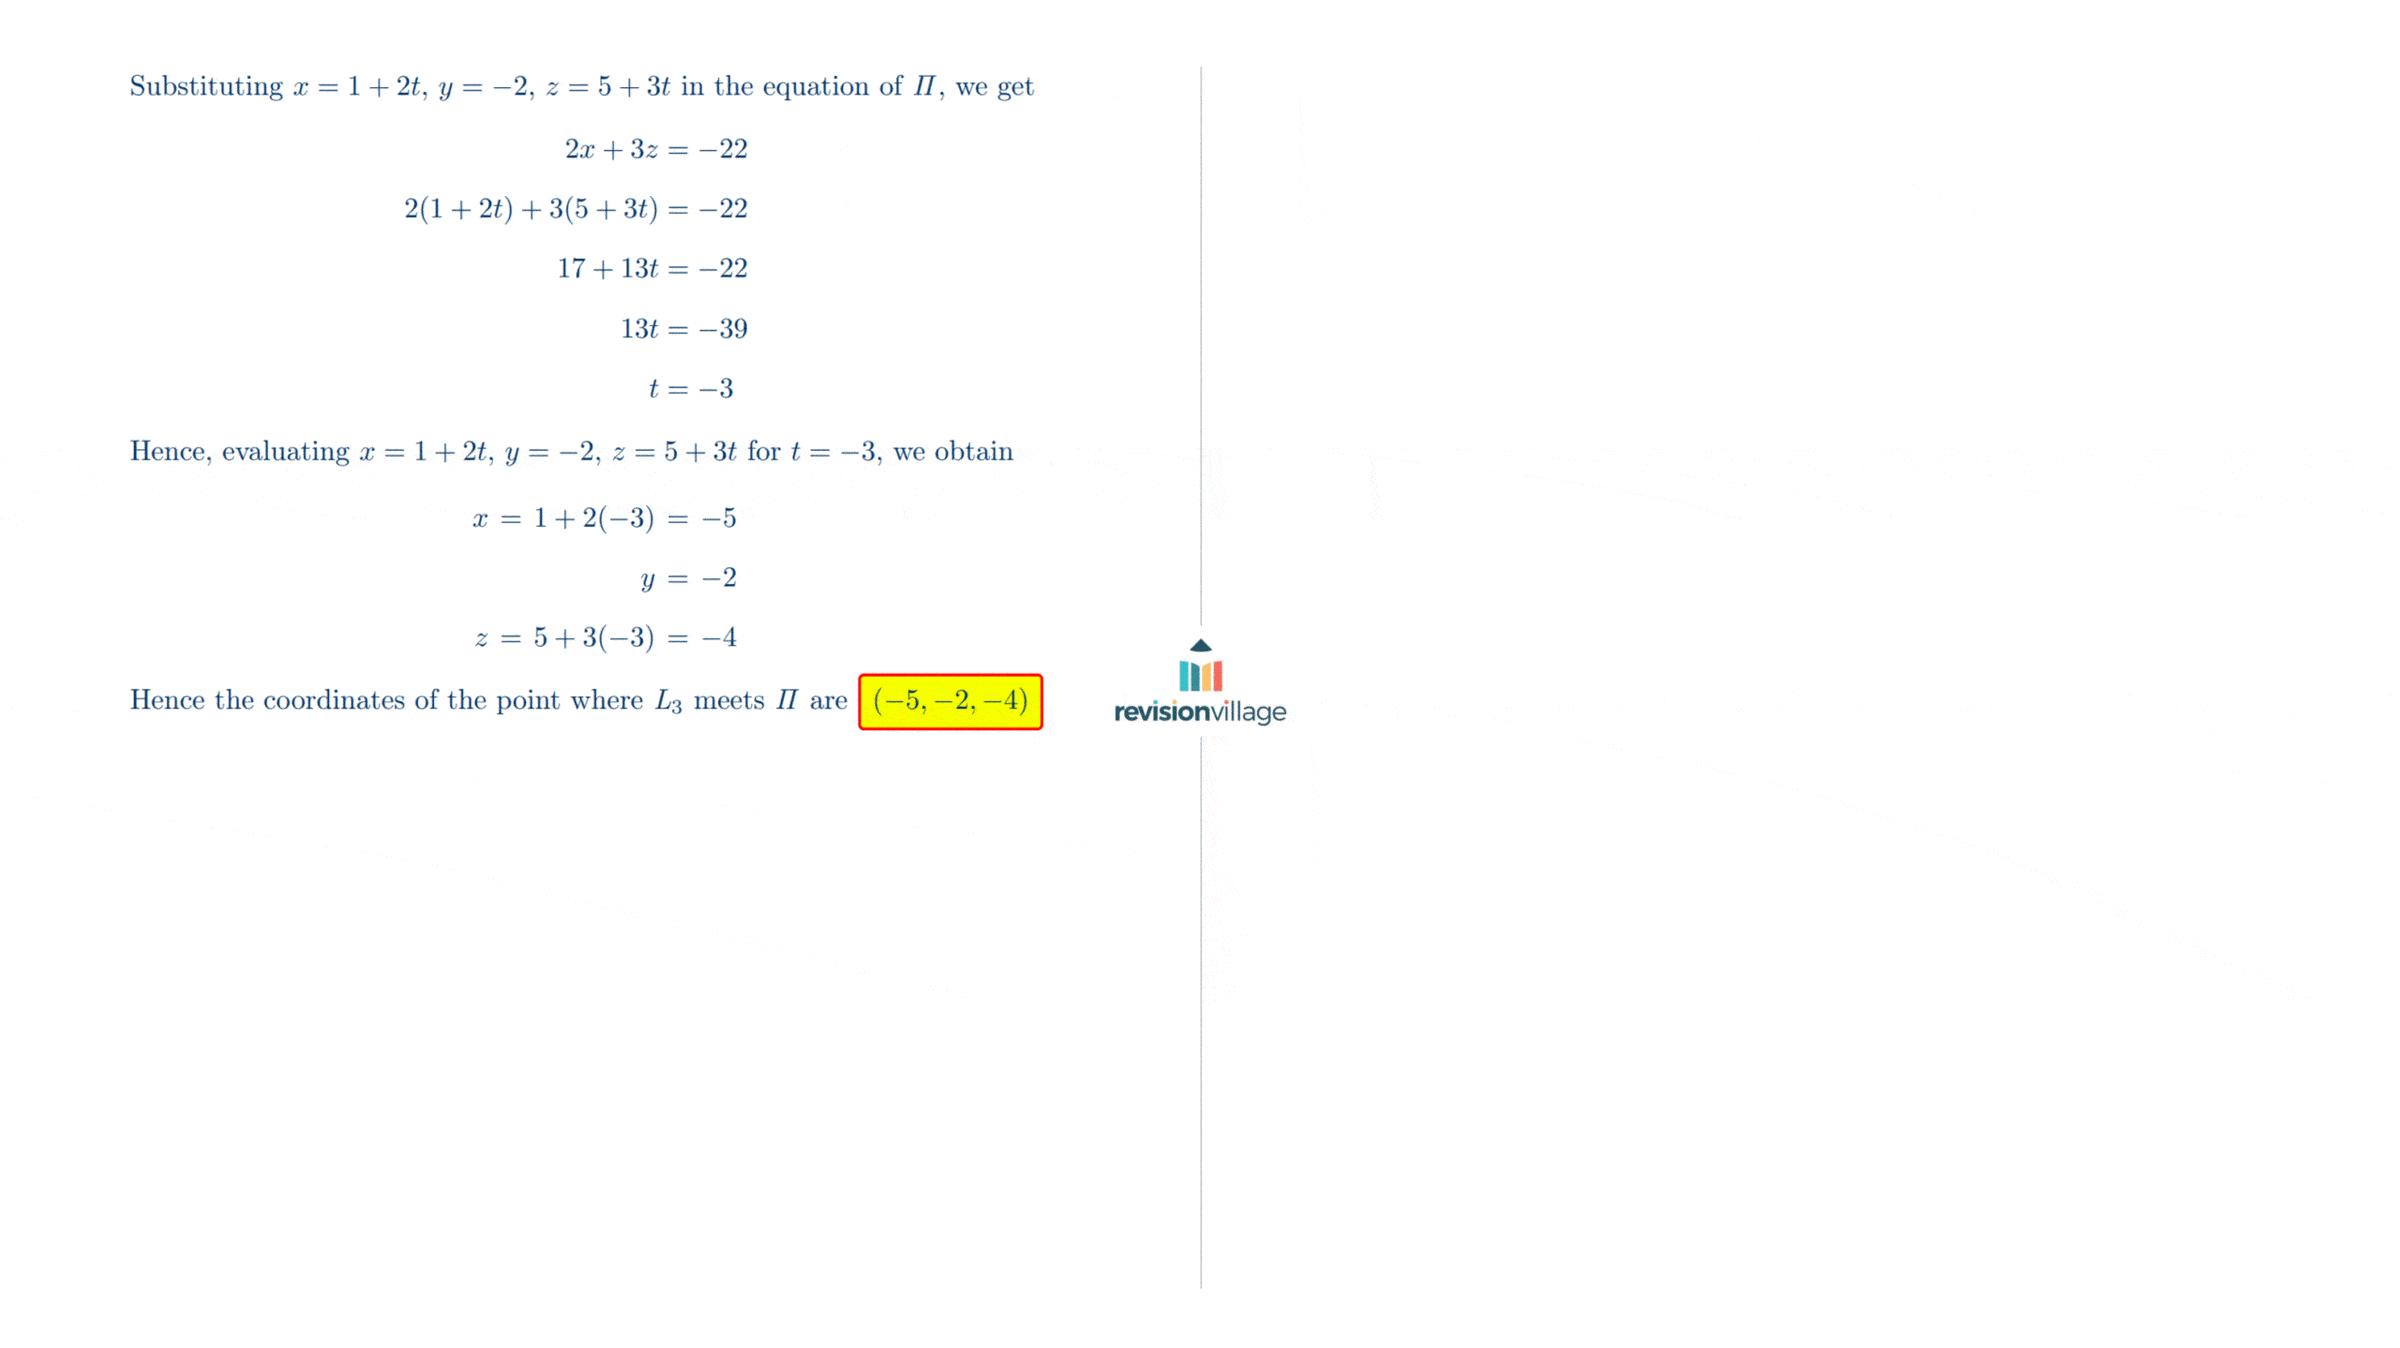 Substituting x = 1 + 2t, y = −2, z = 5 + 3t in the equation of Π, we get
2x + 3z = −22
2(1 + 2t) + 3(5 + 3t) = −22
17 + 13t = −22
13t = −39
t = −3
Hence, evaluating x = 1 + 2t, y = −2, z = 5 + 3t for t = −3, we obtain
x = 1 + 2(−3) = −5
y = −2
z = 5 + 3(−3) = −4
Hence the coordinates of the point where L₃ meets Π are (−5, −2, −4)
revisionvillage